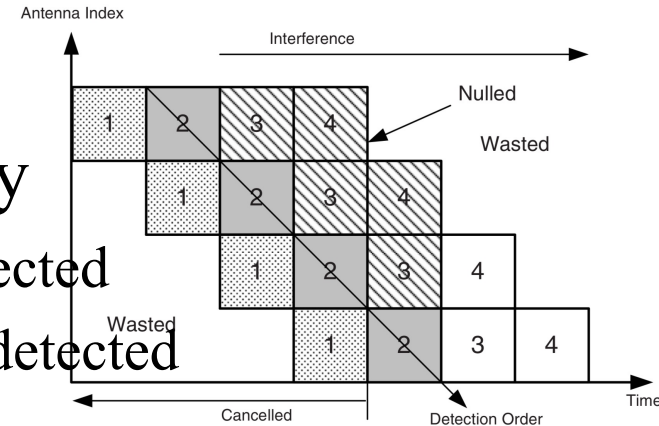 Antenna Index
Interference
Nulled
1 2 3 4
Wasted
y
1 2 3 4
ected
1 2 3 4
Wasted
detected
1 2 3 4
Time
Cancelled
Detection Order